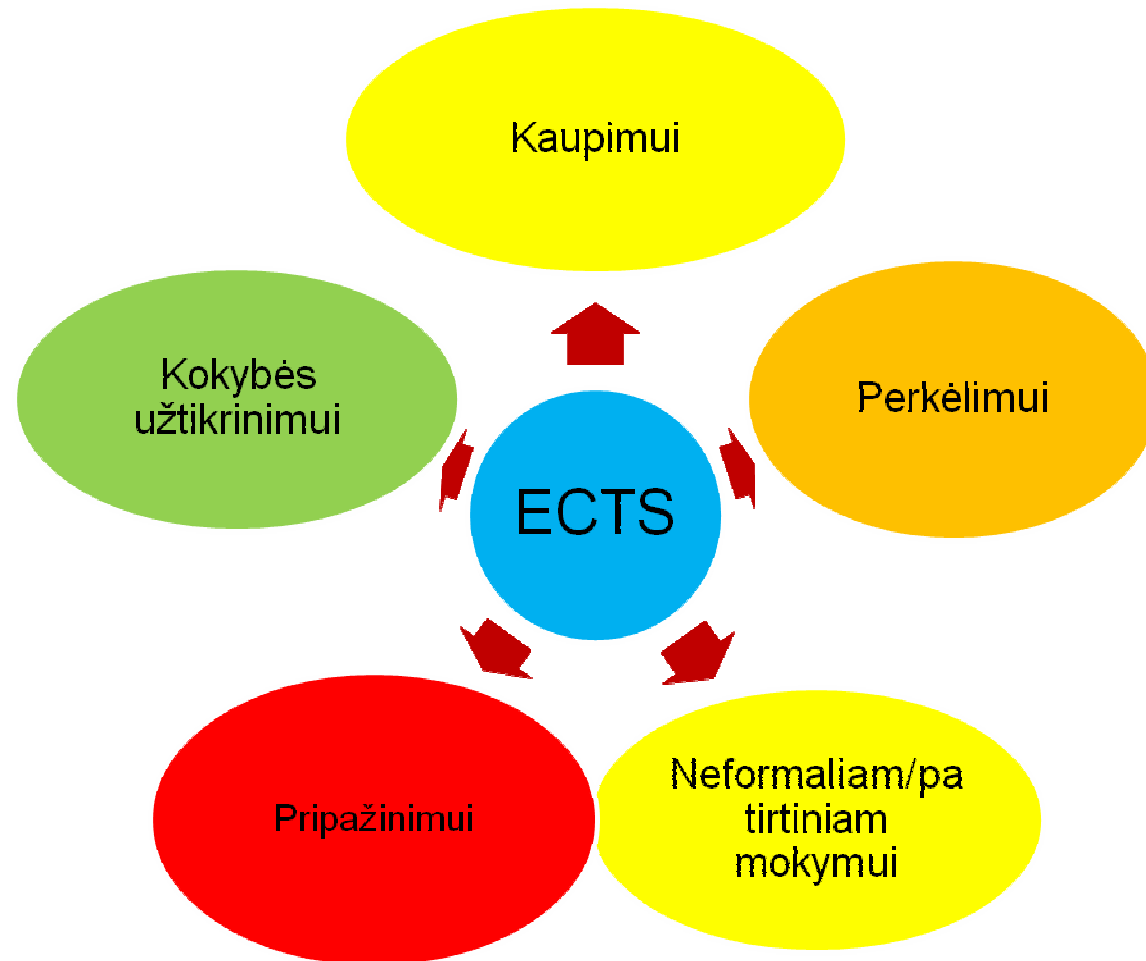 Kaupimui
Kokybės
užtikrinimui
Perkėlimui
ECTS
Pripažinimui
Neformaliam/pa
tirtiniam
mokymui